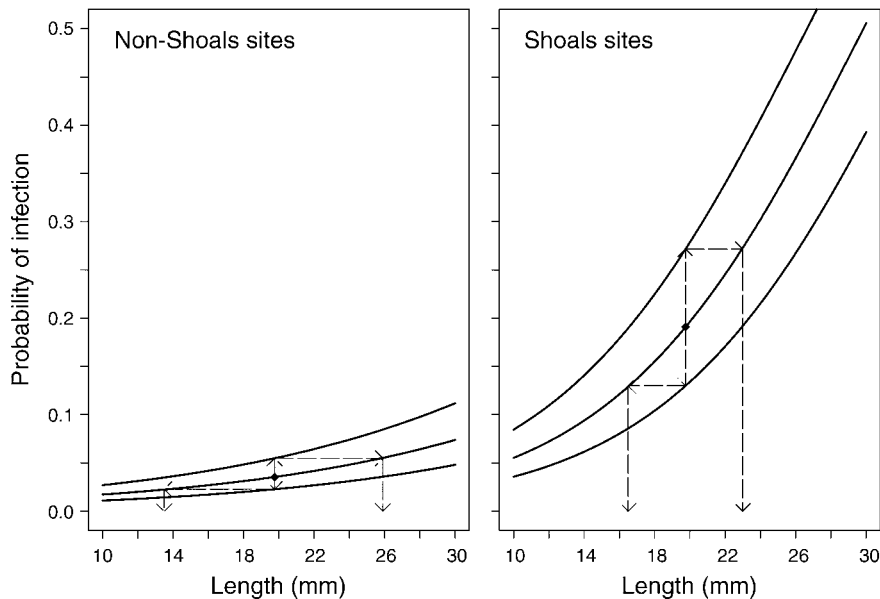 Non-Shoals sites
Shoals sites
Probability of infection
0.5
0.4
0.3
0.2
0.1
0.0
10 14 18 22 26 30
10 14 18 22 26 30
Length (mm)
Length (mm)